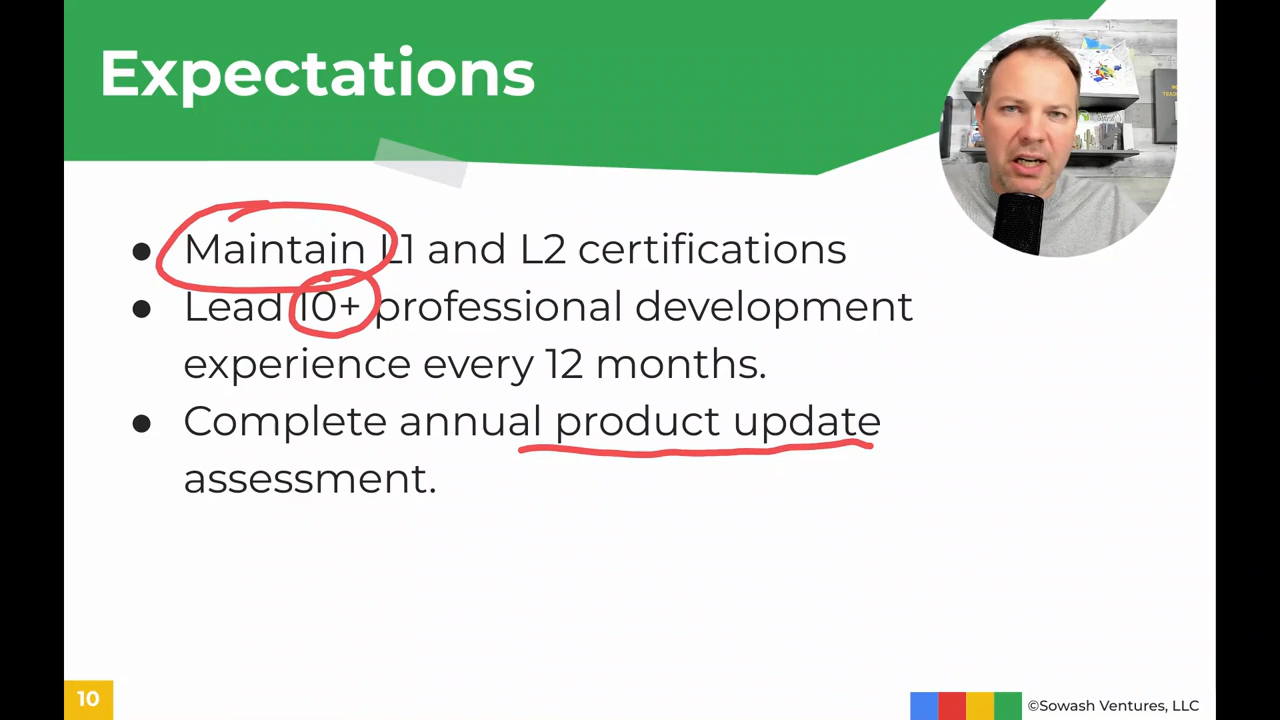 Expectations
● Maintain L1 and L2 certifications
● Lead 10+ professional development
experience every 12 months.
● Complete annual product update
assessment.
10
©Sowash Ventures, LLC